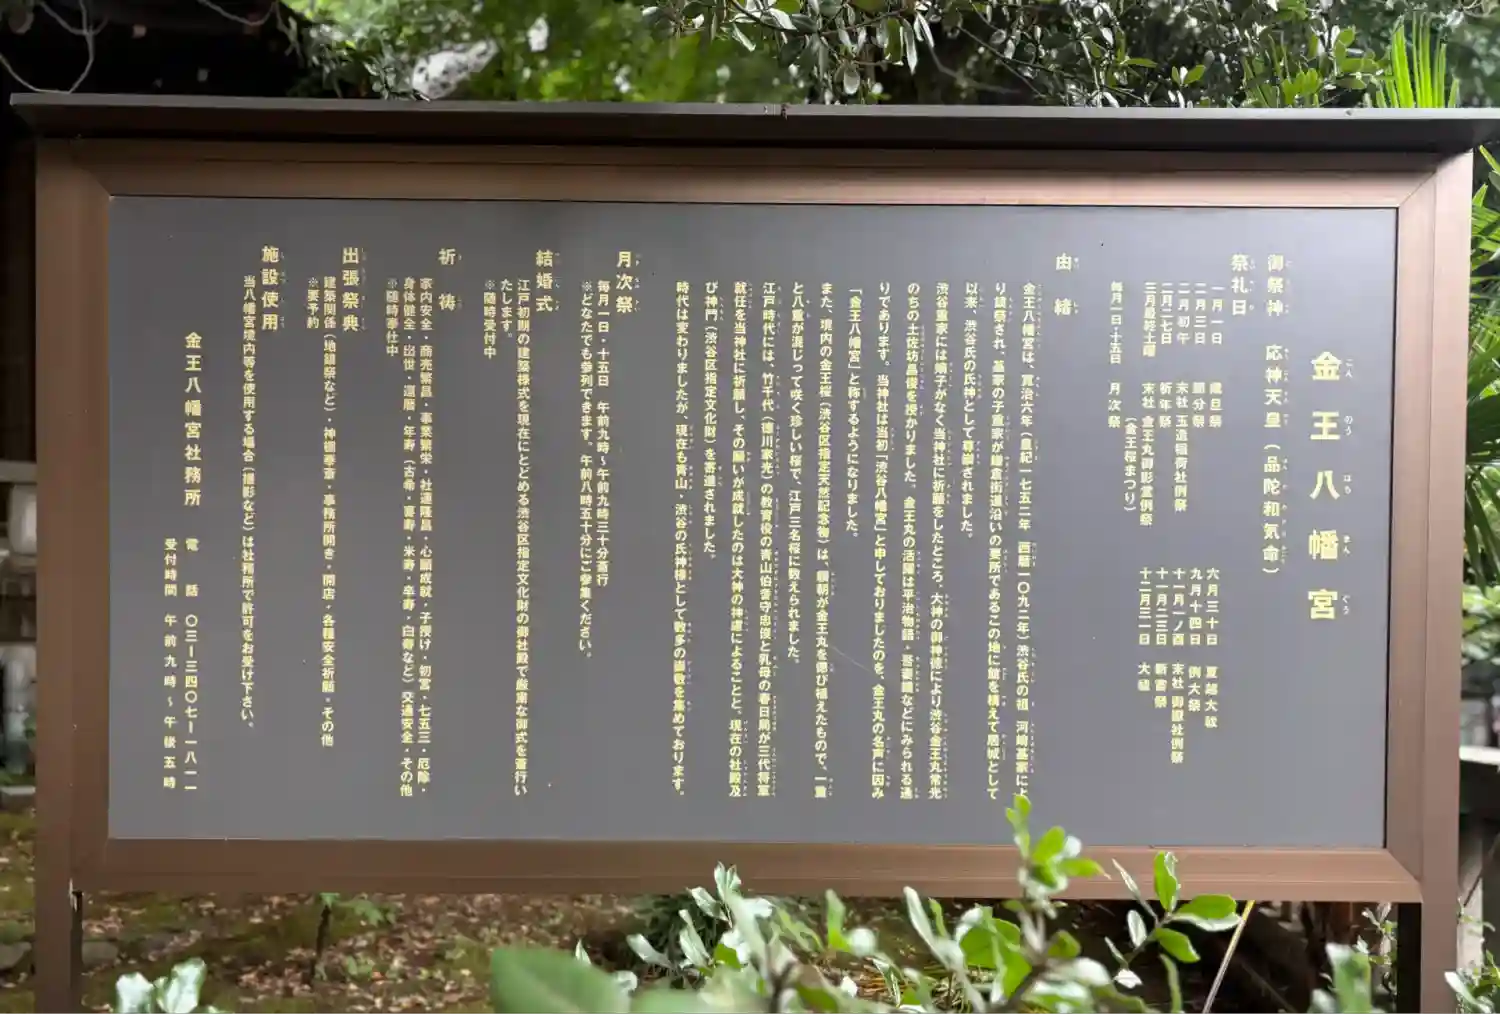 金王八幡宮
御祭神 応神天皇（品陀和気命）
祭礼日
一月一日 歳旦祭
二月三日 節分祭
二月初午 末社 玉造稲荷社例祭
二月二七日 祈年祭
三月最終土曜 末社 金王丸御影堂例祭
（金王桜まつり）
毎月一日・十五日 月次祭
六月三十日 夏越大祓
九月十四日 例大祭
十一月一ノ酉 末社 御嶽社例祭
十一月二三日 新嘗祭
十二月三一日 大祓
由緒
金王八幡宮は、寛治六年（皇紀一七五二年 西暦一〇九二年）渋谷氏の祖 河崎基家によ
り鎮祭され、基家の子重家が鎌倉街道沿いの要所であるこの地に館を構えて居城として
以来、渋谷氏の氏神として尊崇されました。
渋谷重家には嫡子がなく当神社に祈願をしたところ、大神の御神徳により渋谷金王丸常光
のちの土佐坊昌俊を授かりました。金王丸の活躍は平治物語・吾妻鏡などにみられる通
りであります。当神社は当初「渋谷八幡宮」と申しておりましたのを、金王丸の名声に因み
「金王八幡宮」と称するようになりました。
また、境内の金王桜（渋谷区指定天然記念物）は、頼朝が金王丸を偲び植えたもので、一重
と八重が混じって咲く珍しい桜で、江戸三名桜に数えられました。
江戸時代には、竹千代（徳川家光）の教育役の青山伯耆守忠俊と乳母の春日局が三代将軍
就任を当神社に祈願し、その願いが成就したのは大神の神慮によることと、現在の社殿及
び神門（渋谷区指定文化財）を寄進されました。
時代は変わりましたが、現在も青山・渋谷の氏神様として数多の崇敬を集めております。
月次祭
毎月一日・十五日 午前九時～午前九時三十分斎行
※どなたでも参列できます。午前八時五十分にご参集ください。
結婚式
江戸初期の建築様式を現在にとどめる渋谷区指定文化財の御社殿で厳粛な御式を斎行い
たします。
※随時受付中
祈祷
家内安全・商売繁昌・事業繁栄・社運隆昌・心願成就・子授け・初宮・七五三・厄除・
身体健全・出世・還暦・年寿（古希・喜寿・米寿・卒寿・白寿など）交通安全・その他
※随時奉仕中
出張祭典
建築関係（地鎮祭など）・神棚奉斎・事務所開き・開店・各種安全祈願・その他
※要予約
施設使用
当八幡宮境内等を使用する場合（撮影など）は社務所で許可をお受け下さい。
金王八幡宮社務所 電話 〇三ー三四〇七ー一八一一
受付時間 午前九時～午後五時